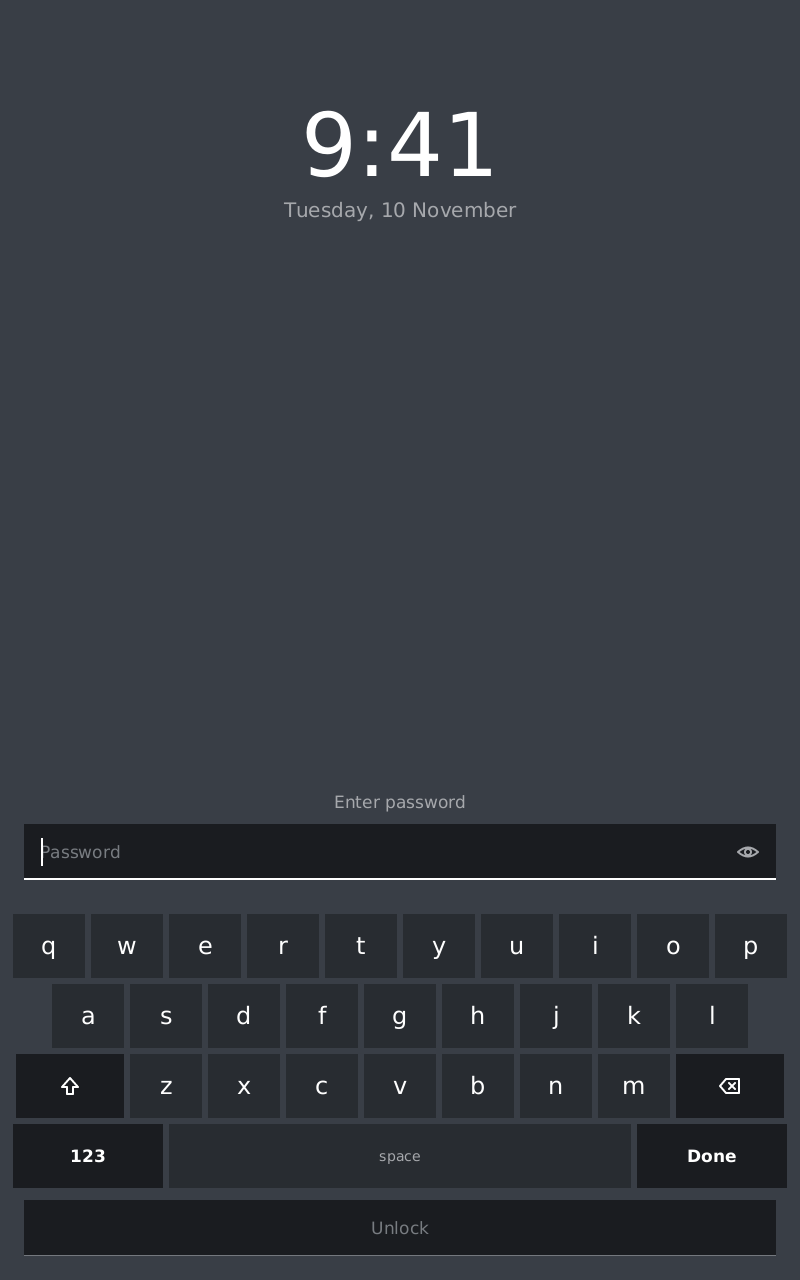 9:41
Tuesday, 10 November
Enter password
Password
q w e r t y u i o p
a s d f g h j k l
z x c v b n m
123 space Done
Unlock